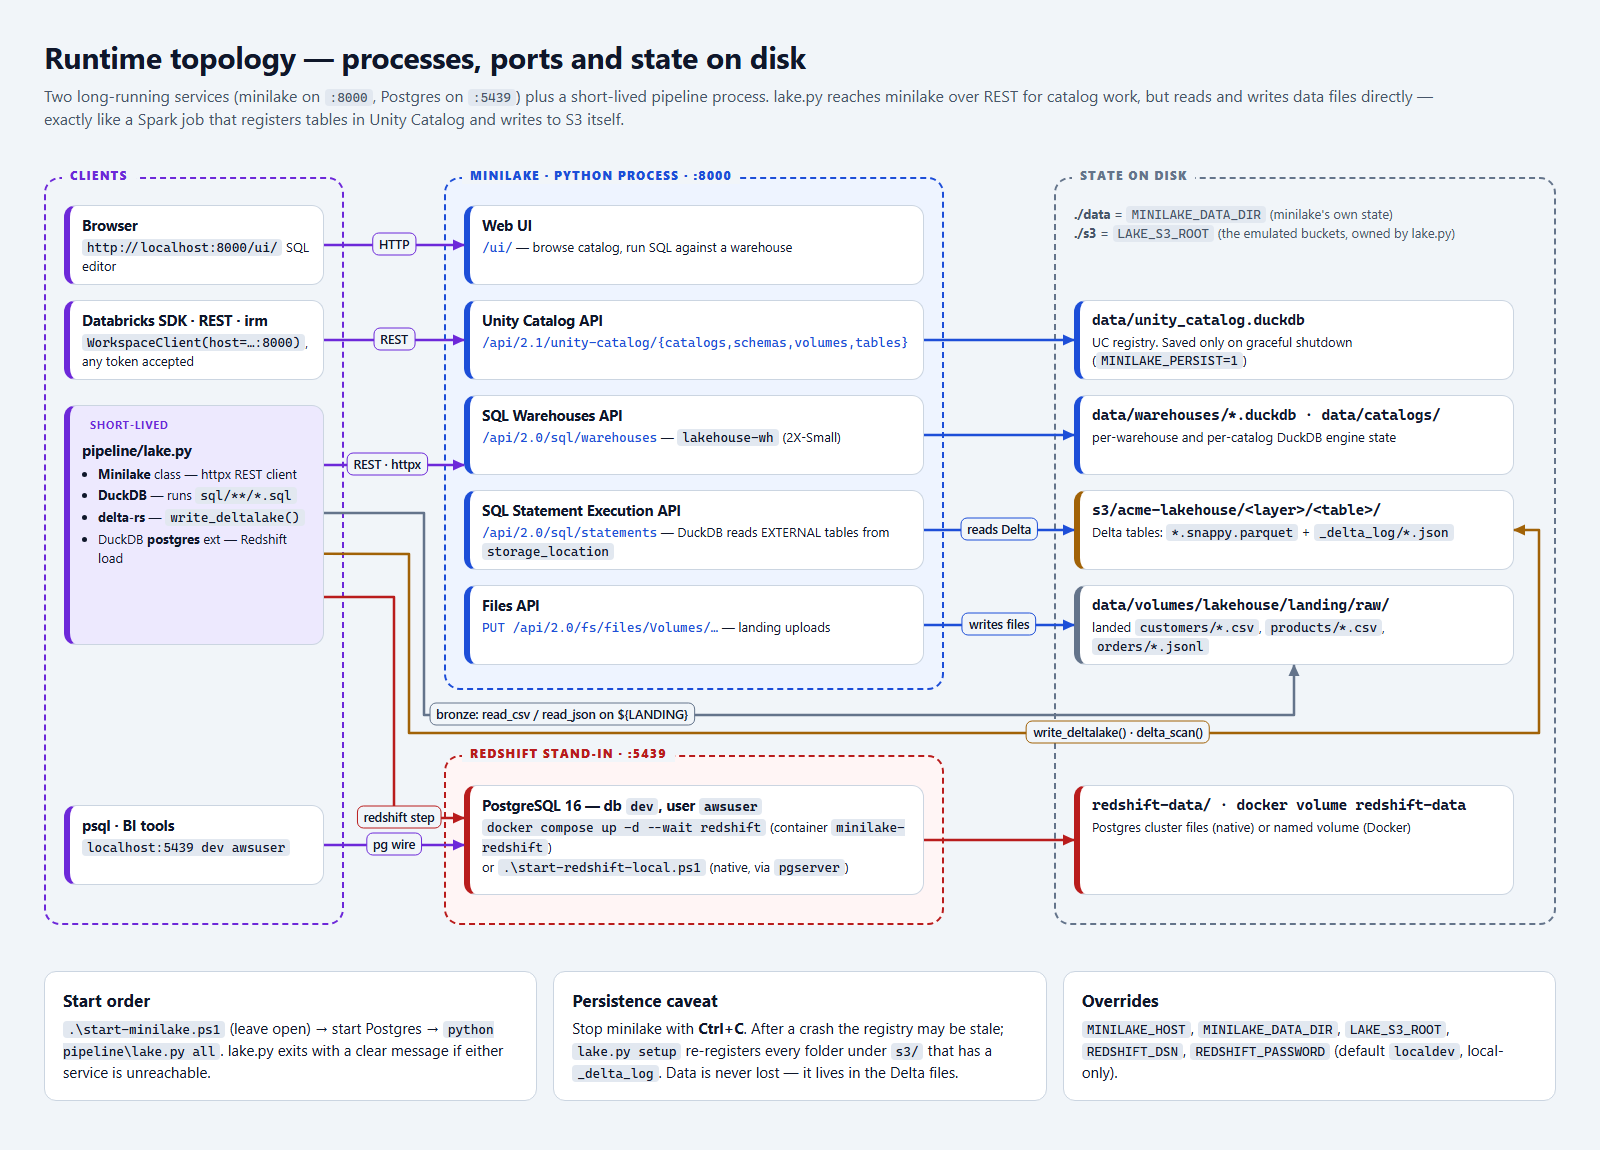 Runtime topology — processes, ports and state on disk
Two long-running services (minilake on :8000, Postgres on :5439) plus a short-lived pipeline process. lake.py reaches minilake over REST for catalog work, but reads and writes data files directly —
exactly like a Spark job that registers tables in Unity Catalog and writes to S3 itself.
CLIENTS
Browser
http://localhost:8000/ui/ SQL
editor
Databricks SDK · REST · irm
WorkspaceClient(host=…:8000),
any token accepted
SHORT-LIVED
pipeline/lake.py
• Minilake class — httpx REST client
• DuckDB — runs sql/**/*.sql
• delta-rs — write_deltalake()
• DuckDB postgres ext — Redshift
load
psql · BI tools
localhost:5439 dev awsuser
HTTP
REST
REST · httpx
redshift step
pg wire
MINILAKE · PYTHON PROCESS · :8000
Web UI
/ui/ — browse catalog, run SQL against a warehouse
Unity Catalog API
/api/2.1/unity-catalog/{catalogs,schemas,volumes,tables}
SQL Warehouses API
/api/2.0/sql/warehouses — lakehouse-wh (2X-Small)
SQL Statement Execution API
/api/2.0/sql/statements — DuckDB reads EXTERNAL tables from
storage_location
Files API
PUT /api/2.0/fs/files/Volumes/… — landing uploads
reads Delta
writes files
bronze: read_csv / read_json on ${LANDING}
write_deltalake() · delta_scan()
REDSHIFT STAND-IN · :5439
PostgreSQL 16 — db dev, user awsuser
docker compose up -d --wait redshift (container minilake-
redshift)
or .\start-redshift-local.ps1 (native, via pgserver)
STATE ON DISK
./data = MINILAKE_DATA_DIR (minilake's own state)
./s3 = LAKE_S3_ROOT (the emulated buckets, owned by lake.py)
data/unity_catalog.duckdb
UC registry. Saved only on graceful shutdown
(MINILAKE_PERSIST=1)
data/warehouses/*.duckdb · data/catalogs/
per-warehouse and per-catalog DuckDB engine state
s3/acme-lakehouse/<layer>/<table>/
Delta tables: *.snappy.parquet + _delta_log/*.json
data/volumes/lakehouse/landing/raw/
landed customers/*.csv, products/*.csv,
orders/*.jsonl
redshift-data/ · docker volume redshift-data
Postgres cluster files (native) or named volume (Docker)
Start order
.\start-minilake.ps1 (leave open) → start Postgres → python
pipeline\lake.py all. lake.py exits with a clear message if either
service is unreachable.
Persistence caveat
Stop minilake with Ctrl+C. After a crash the registry may be stale;
lake.py setup re-registers every folder under s3/ that has a
_delta_log. Data is never lost — it lives in the Delta files.
Overrides
MINILAKE_HOST, MINILAKE_DATA_DIR, LAKE_S3_ROOT,
REDSHIFT_DSN, REDSHIFT_PASSWORD (default localdev, local-
only).